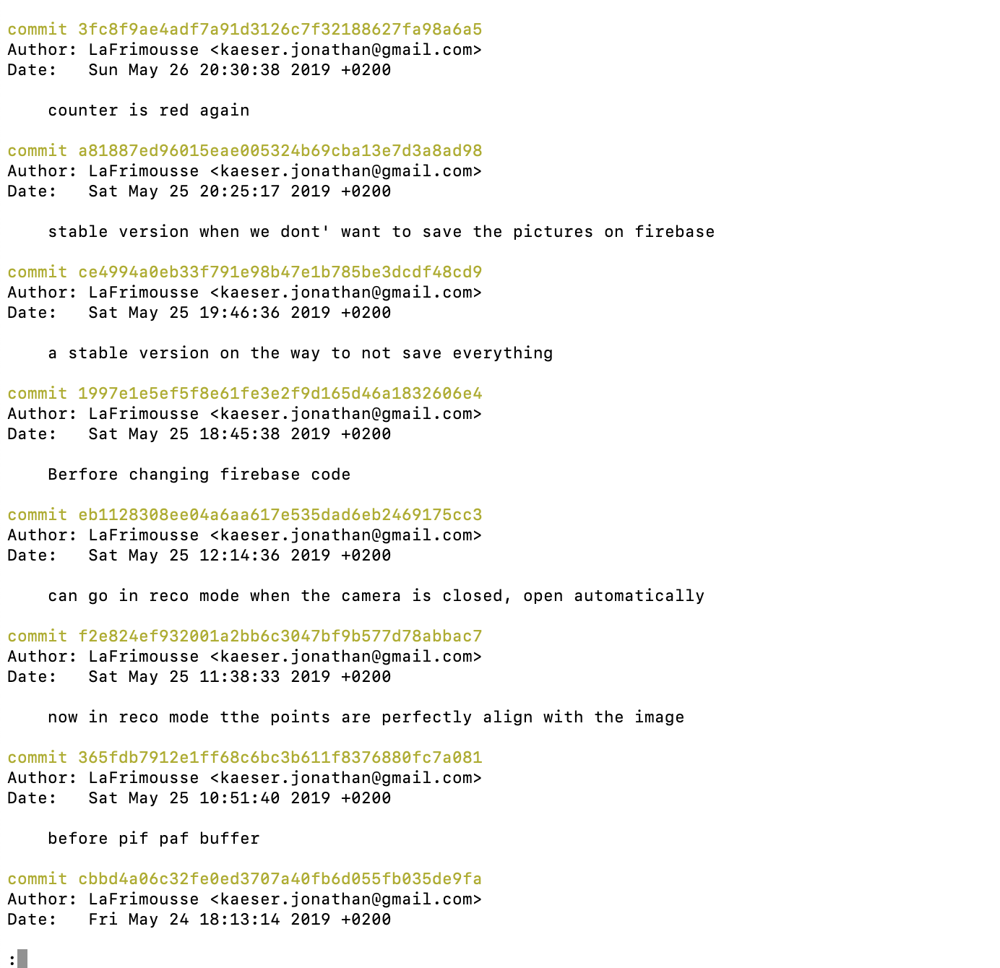 commit 3fc8f9ae4adf7a91d3126c7f32188627fa98a6a5
Author: LaFrimousse <kaeser.jonathan@gmail.com>
Date:   Sun May 26 20:30:38 2019 +0200
counter is red again
commit a81887ed96015eae005324b69cba13e7d3a8ad98
Author: LaFrimousse <kaeser.jonathan@gmail.com>
Date:   Sat May 25 20:25:17 2019 +0200
stable version when we dont' want to save the pictures on firebase
commit ce4994a0eb33f791e98b47e1b785be3dcdf48cd9
Author: LaFrimousse <kaeser.jonathan@gmail.com>
Date:   Sat May 25 19:46:36 2019 +0200
a stable version on the way to not save everything
commit 1997e1e5ef5f8e61fe3e2f9d165d46a1832606e4
Author: LaFrimousse <kaeser.jonathan@gmail.com>
Date:   Sat May 25 18:45:38 2019 +0200
Berfore changing firebase code
commit eb1128308ee04a6aa617e535dad6eb2469175cc3
Author: LaFrimousse <kaeser.jonathan@gmail.com>
Date:   Sat May 25 12:14:36 2019 +0200
can go in reco mode when the camera is closed, open automatically
commit f2e824ef932001a2bb6c3047bf9b577d78abbac7
Author: LaFrimousse <kaeser.jonathan@gmail.com>
Date:   Sat May 25 11:38:33 2019 +0200
now in reco mode tthe points are perfectly align with the image
commit 365fdb7912e1ff68c6bc3b611f8376880fc7a081
Author: LaFrimousse <kaeser.jonathan@gmail.com>
Date:   Sat May 25 10:51:40 2019 +0200
before pif paf buffer
commit cbbd4a06c32fe0ed3707a40fb6d055fb035de9fa
Author: LaFrimousse <kaeser.jonathan@gmail.com>
Date:   Fri May 24 18:13:14 2019 +0200
: